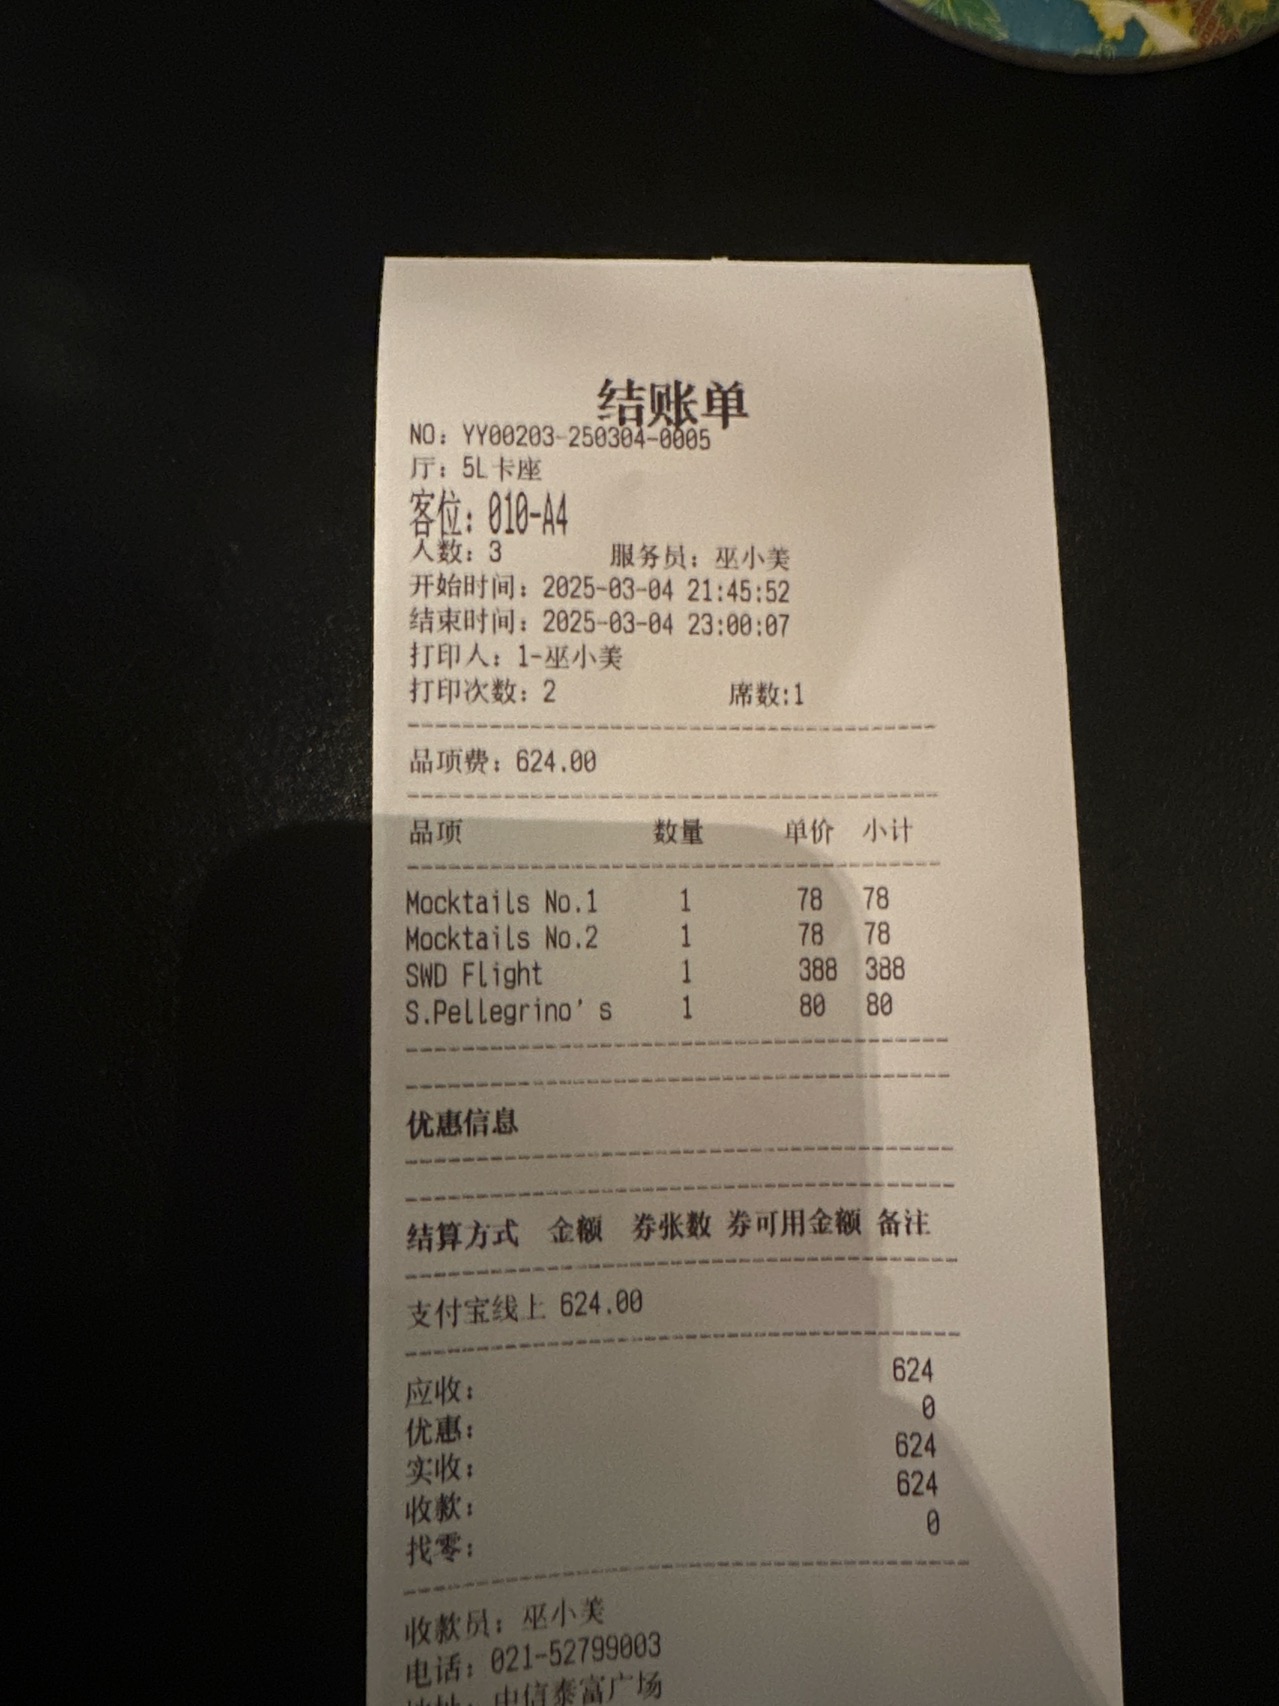 结账单
NO: YY00203-250304-0005
厅: 5L卡座
客位: 010-A4
人数: 3 服务员: 巫小美
开始时间: 2025-03-04 21:45:52
结束时间: 2025-03-04 23:00:07
打印人: 1-巫小美
打印次数: 2 席数:1
品项费: 624.00
品项 数量 单价 小计
Mocktails No.1 1 78 78
Mocktails No.2 1 78 78
SWD Flight 1 388 388
S.Pellegrino's 1 80 80
优惠信息
结算方式 金额 券张数 券可用金额 备注
支付宝线上 624.00
应收: 624
优惠: 0
实收: 624
收款: 624
找零: 0
收款员: 巫小美
电话: 021-52799003
地址: 中信泰富广场